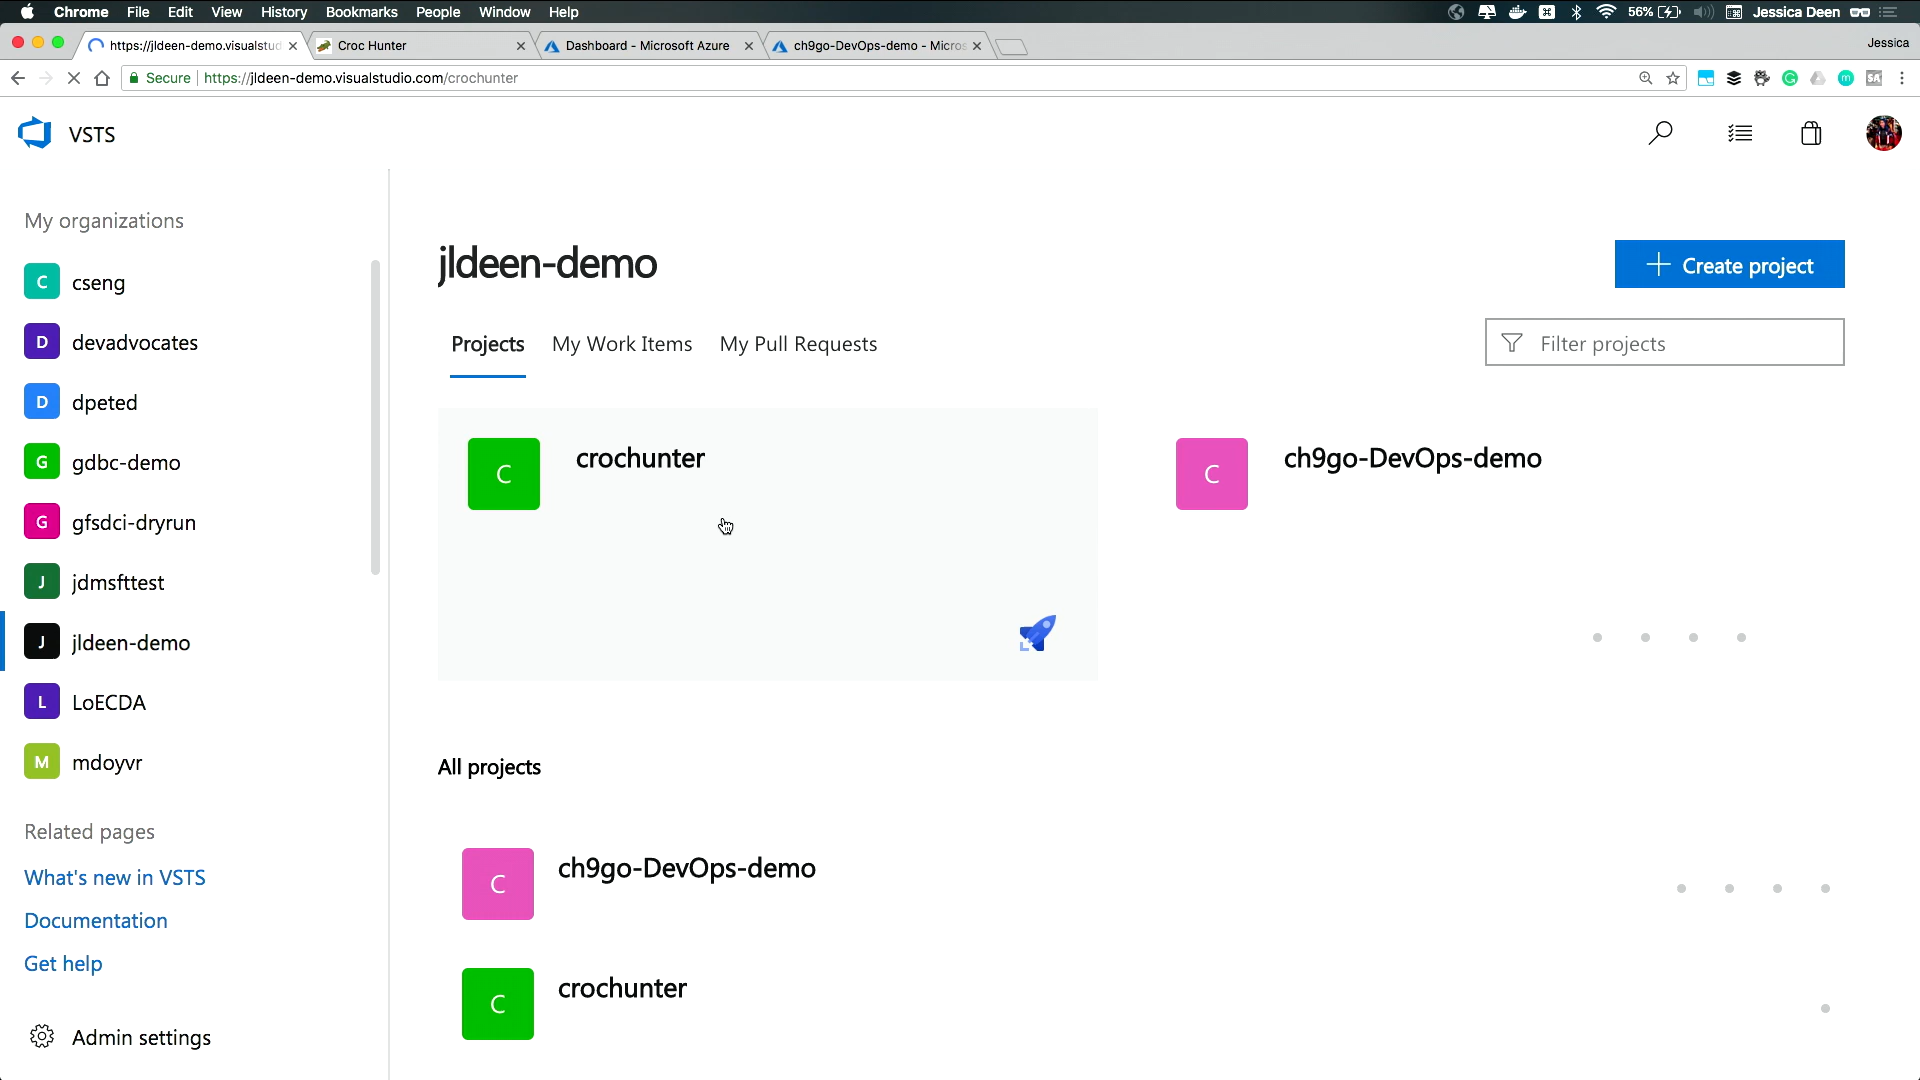 Chrome File Edit View History Bookmarks People Window Help 56% Jessica Deen
https://jldeen-demo.visualstud Croc Hunter Dashboard - Microsoft Azure ch9go-DevOps-demo - Micros Jessica
Secure https://jldeen-demo.visualstudio.com/crochunter
VSTS
My organizations
C cseng
D devadvocates
D dpeted
G gdbc-demo
G gfsdci-dryrun
J jdmsfttest
J jldeen-demo
L LoECDA
M mdoyvr
Related pages
What's new in VSTS
Documentation
Get help
Admin settings
jldeen-demo
Create project
Projects My Work Items My Pull Requests
Filter projects
C crochunter
C ch9go-DevOps-demo
All projects
C ch9go-DevOps-demo
C crochunter